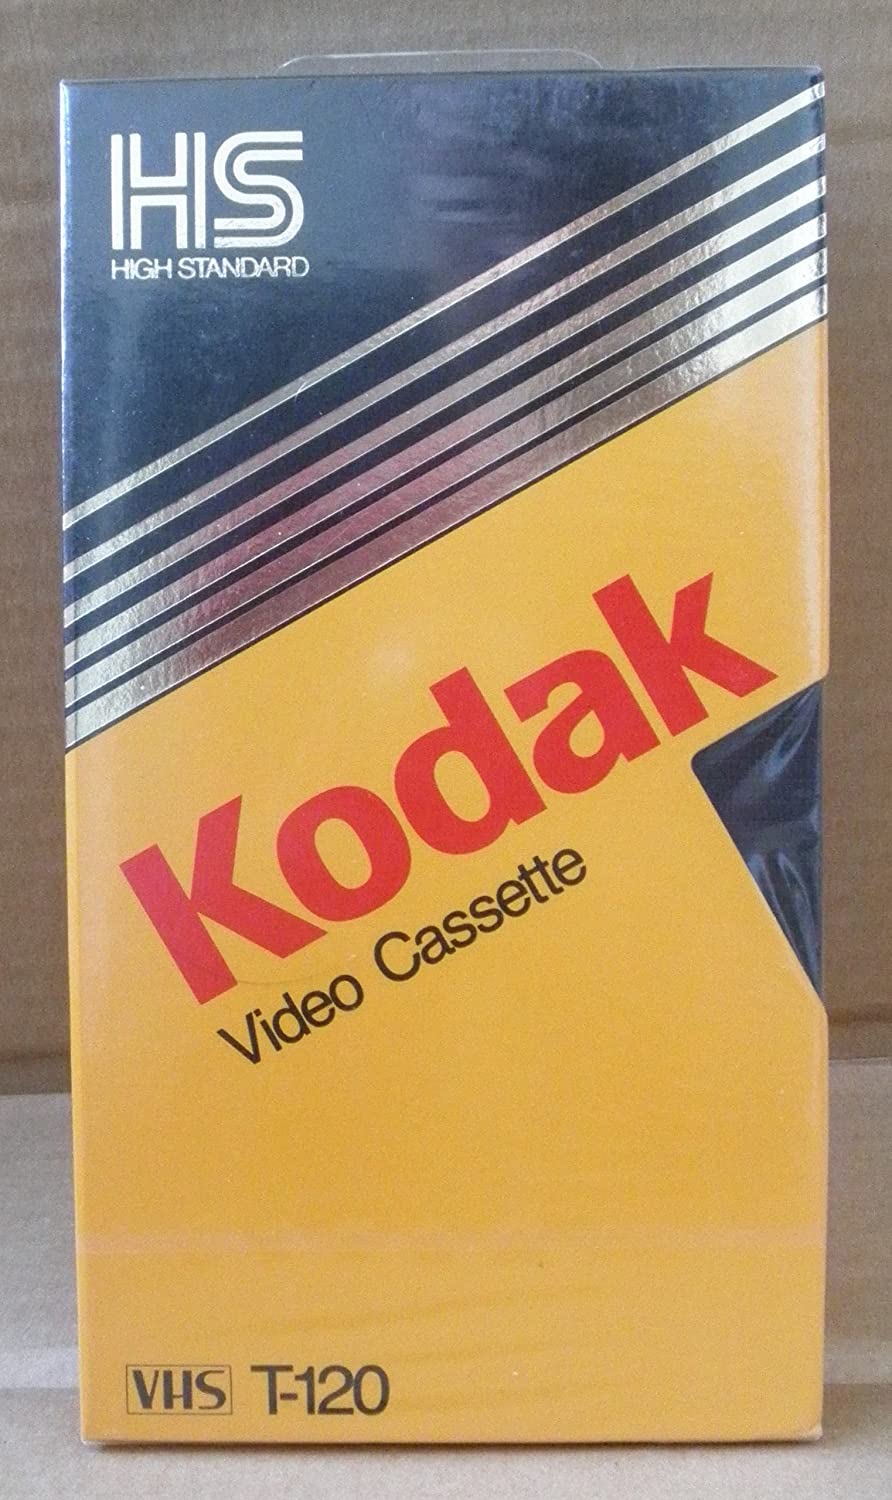 HS
HIGH STANDARD
Kodak
Video Cassette
VHS T-120